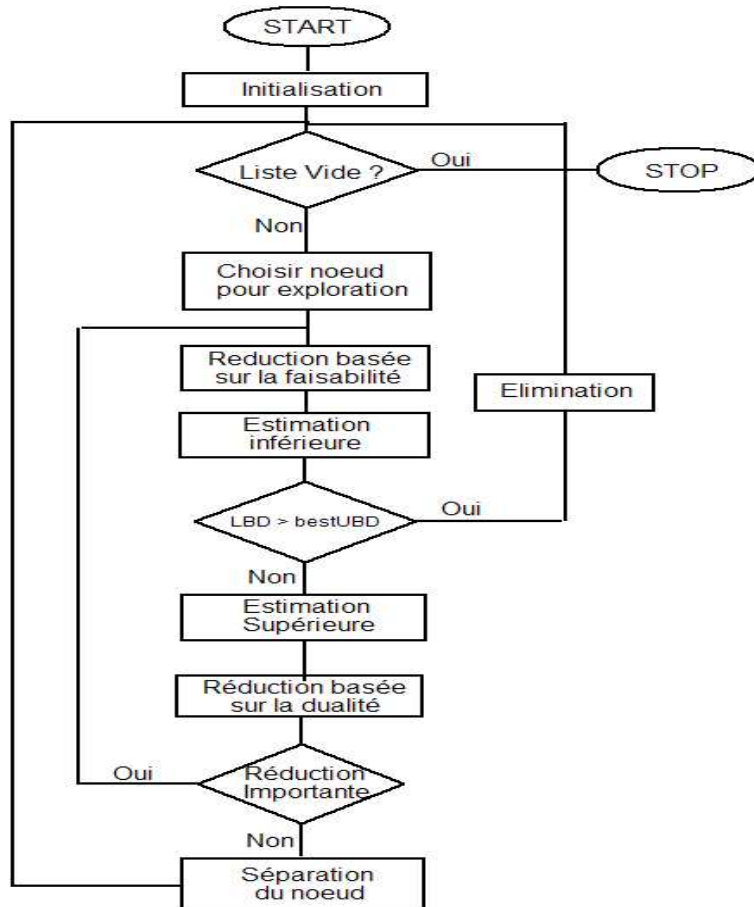 START
Initialisation
Liste Vide ?
Oui
STOP
Non
Choisir noeud
pour exploration
Reduction basée
sur la faisabilité
Elimination
Estimation
inférieure
LBD > bestUBD
Oui
Non
Estimation
Supérieure
Réduction basée
sur la dualité
Oui
Réduction
Importante
Non
Séparation
du noeud